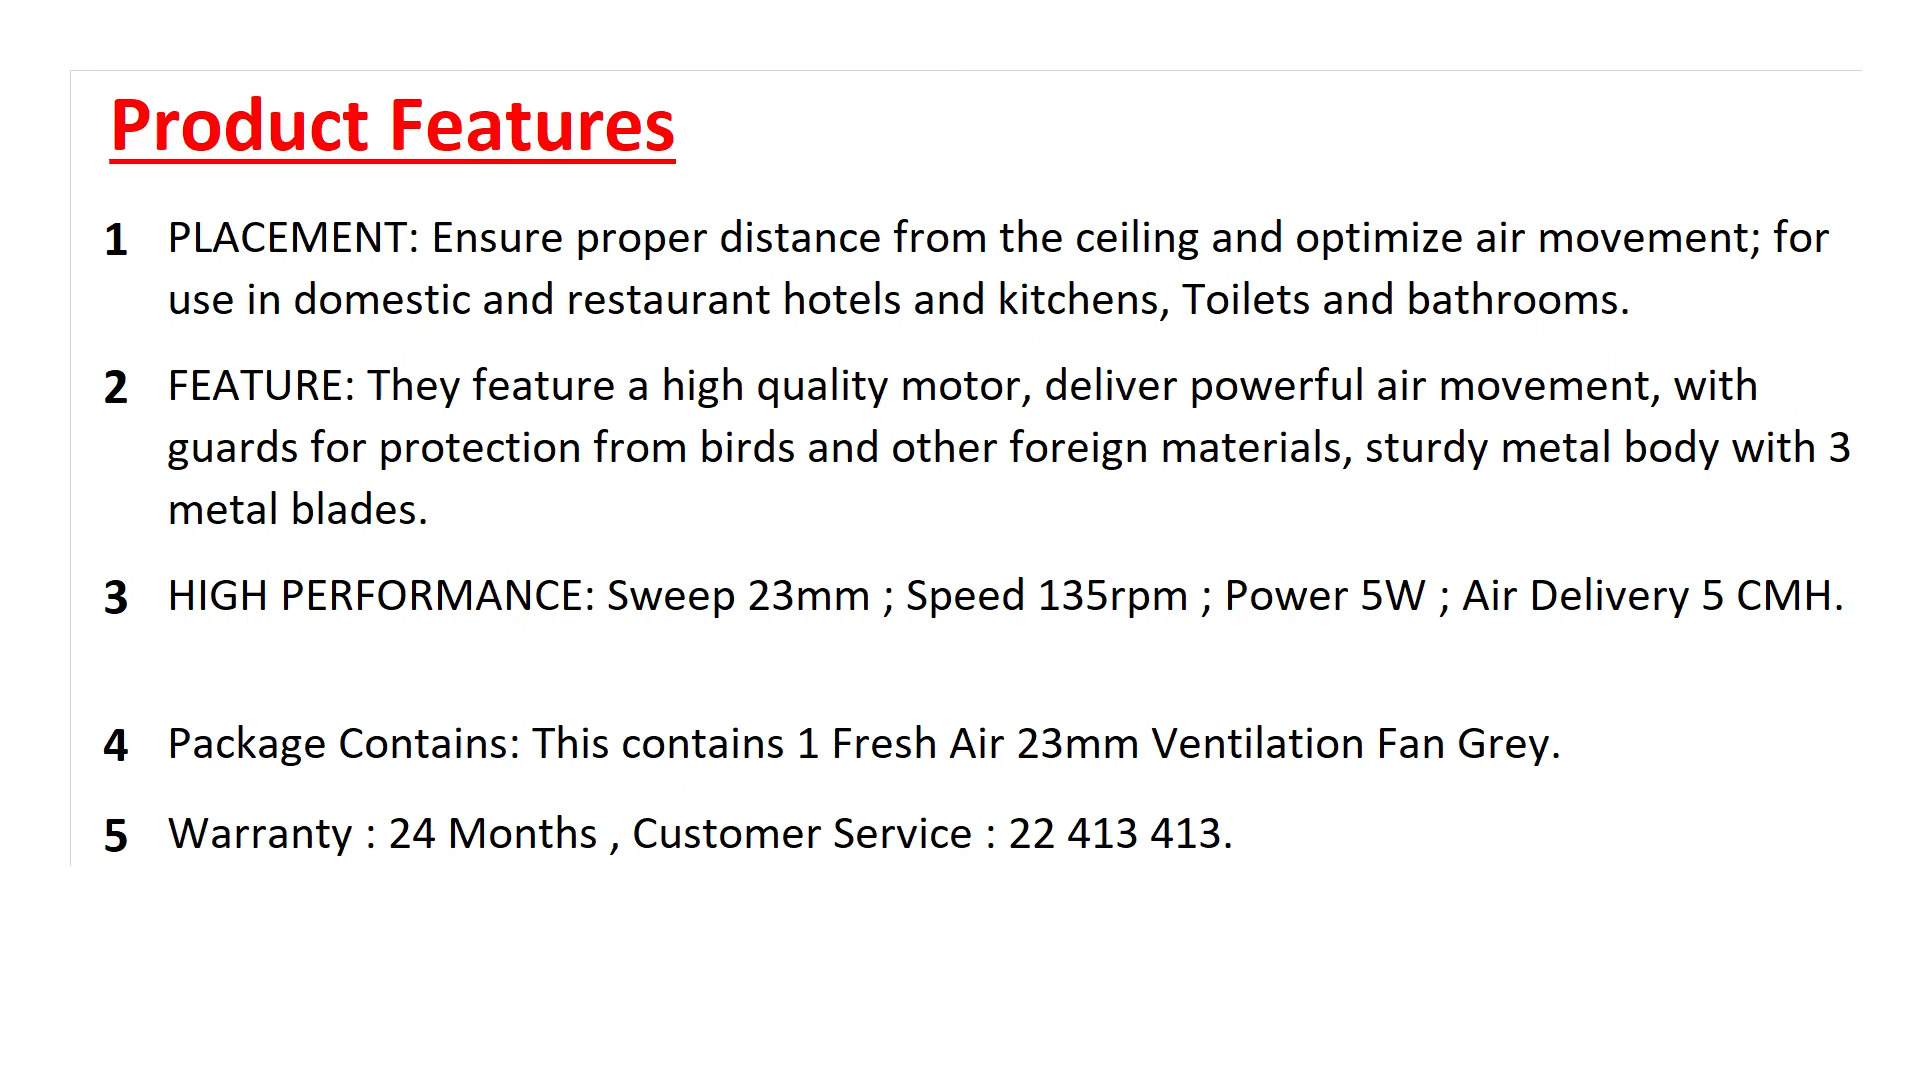 Product Features
1 PLACEMENT: Ensure proper distance from the ceiling and optimize air movement; for
use in domestic and restaurant hotels and kitchens, Toilets and bathrooms.
2 FEATURE: They feature a high quality motor, deliver powerful air movement, with
guards for protection from birds and other foreign materials, sturdy metal body with 3
metal blades.
3 HIGH PERFORMANCE: Sweep 23mm ; Speed 135rpm ; Power 5W ; Air Delivery 5 CMH.
4 Package Contains: This contains 1 Fresh Air 23mm Ventilation Fan Grey.
5 Warranty : 24 Months , Customer Service : 22 413 413.